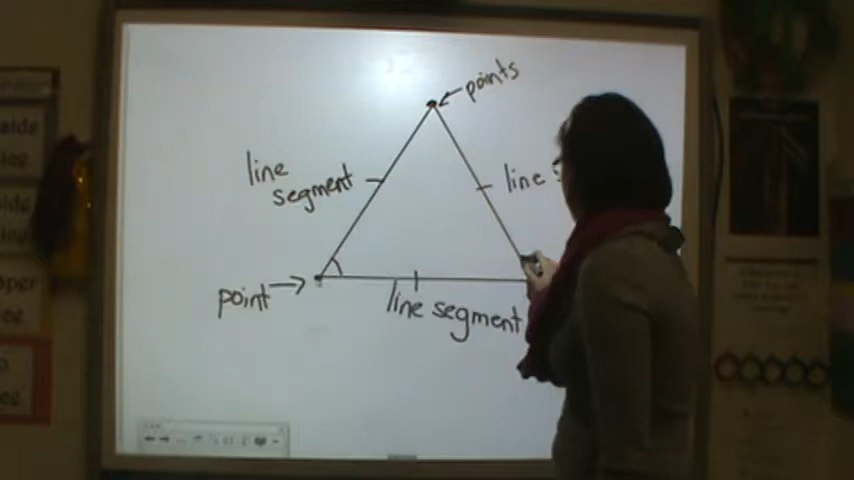 points
line
segment
line
point
line segment